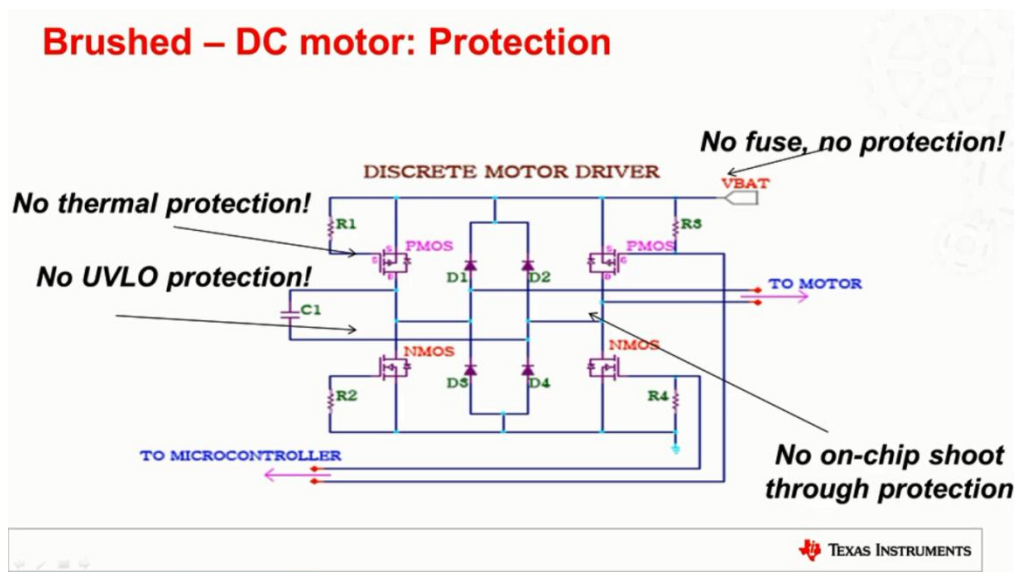 Brushed – DC motor: Protection
No fuse, no protection!
DISCRETE MOTOR DRIVER
VBAT
No thermal protection!
R1
R3
PMOS
PMOS
No UVLO protection!
D1
D2
TO MOTOR
C1
NMOS
NMOS
D3
D4
R2
R4
TO MICROCONTROLLER
No on-chip shoot
through protection
TEXAS INSTRUMENTS